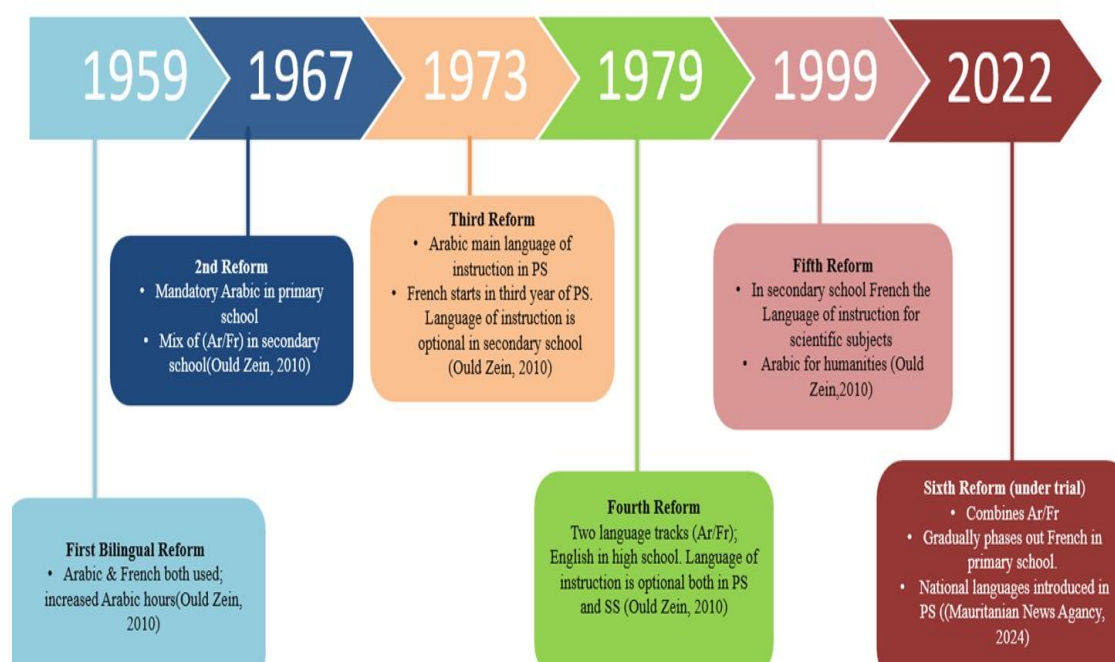 1959
1967
1973
1979
1999
2022
First Bilingual Reform
• Arabic & French both used;
increased Arabic hours(Ould Zein,
2010)
2nd Reform
• Mandatory Arabic in primary
school
• Mix of (Ar/Fr) in secondary
school(Ould Zein, 2010)
Third Reform
• Arabic main language of
instruction in PS
• French starts in third year of PS.
Language of instruction is
optional in secondary school
(Ould Zein, 2010)
Fourth Reform
Two language tracks (Ar/Fr);
English in high school. Language of
instruction is optional both in PS
and SS (Ould Zein, 2010)
Fifth Reform
• In secondary school French the
Language of instruction for
scientific subjects
• Arabic for humanities (Ould
Zein,2010)
Sixth Reform (under trial)
• Combines Ar/Fr
• Gradually phases out French in
primary school.
• National languages introduced in
PS ((Mauritanian News Agancy,
2024)